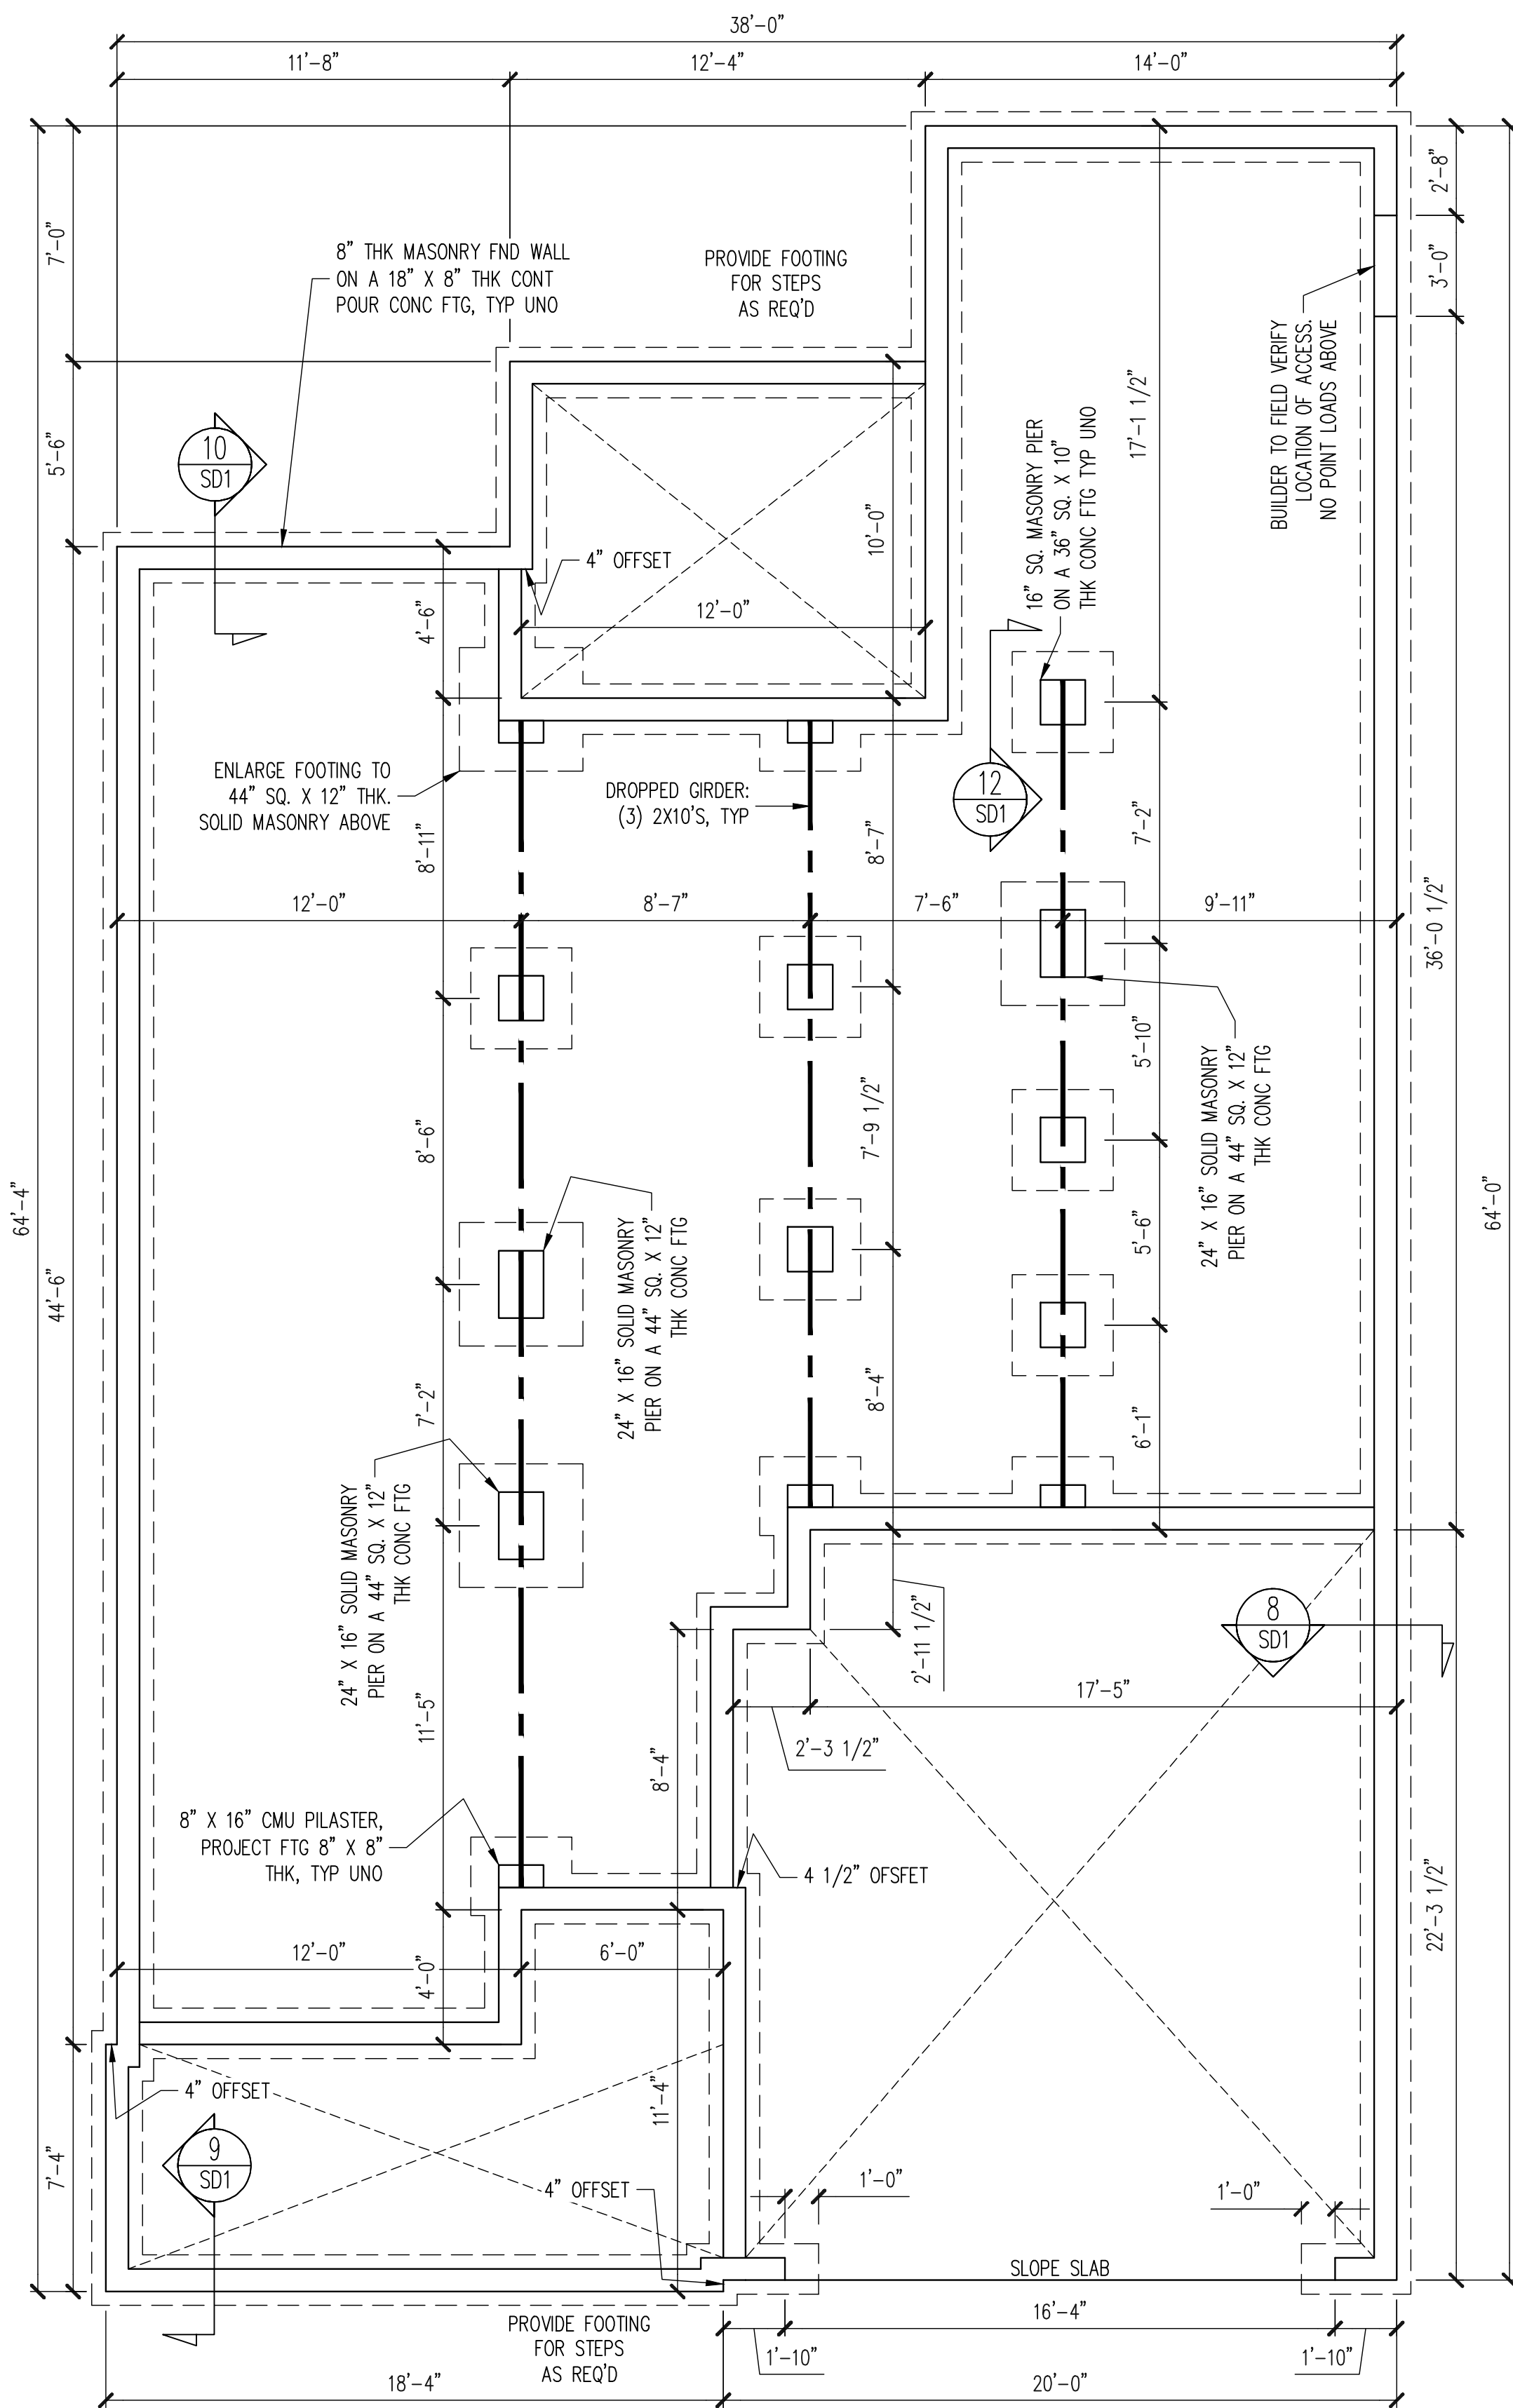 38'-0"
11'-8"
12'-4"
14'-0"
7'-0"
5'-6"
44'-6"
7'-4"
64'-4"
2'-8"
3'-0"
36'-0 1/2"
22'-3 1/2"
64'-0"
8" THK MASONRY FND WALL
ON A 18" X 8" THK CONT
POUR CONC FTG, TYP UNO
PROVIDE FOOTING
FOR STEPS
AS REQ'D
BUILDER TO FIELD VERIFY
LOCATION OF ACCESS.
NO POINT LOADS ABOVE
10
SD1
17'-1 1/2"
16" SQ. MASONRY PIER
ON A 36" SQ. X 10"
THK CONC FTG TYP UNO
10'-0"
4" OFFSET
12'-0"
4'-6"
ENLARGE FOOTING TO
44" SQ. X 12" THK.
SOLID MASONRY ABOVE
DROPPED GIRDER:
(3) 2X10'S, TYP
12
SD1
8'-11"
8'-7"
7'-2"
12'-0"
8'-7"
7'-6"
9'-11"
8'-6"
7'-9 1/2"
5'-10"
24" X 16" SOLID MASONRY
PIER ON A 44" SQ. X 12"
THK CONC FTG
24" X 16" SOLID MASONRY
PIER ON A 44" SQ. X 12"
THK CONC FTG
5'-6"
7'-2"
8'-4"
6'-1"
24" X 16" SOLID MASONRY
PIER ON A 44" SQ. X 12"
THK CONC FTG
2'-11 1/2"
8
SD1
11'-5"
17'-5"
2'-3 1/2"
8'-4"
8" X 16" CMU PILASTER,
PROJECT FTG 8" X 8"
THK, TYP UNO
4 1/2" OFSFET
12'-0"
6'-0"
4'-0"
4" OFFSET
11'-4"
9
SD1
4" OFFSET
1'-0"
1'-0"
SLOPE SLAB
PROVIDE FOOTING
FOR STEPS
AS REQ'D
16'-4"
1'-10"
1'-10"
18'-4"
20'-0"